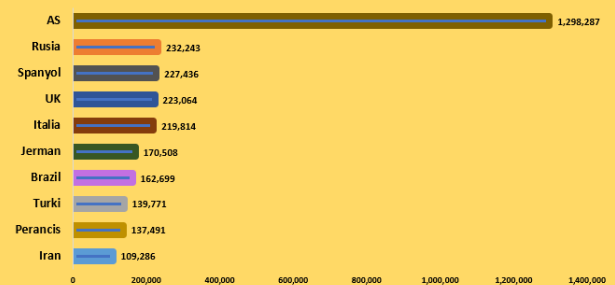 AS 1,298,287
Rusia 232,243
Spanyol 227,436
UK 223,064
Italia 219,814
Jerman 170,508
Brazil 162,699
Turki 139,771
Perancis 137,491
Iran 109,286
0 200,000 400,000 600,000 800,000 1,000,000 1,200,000 1,400,000